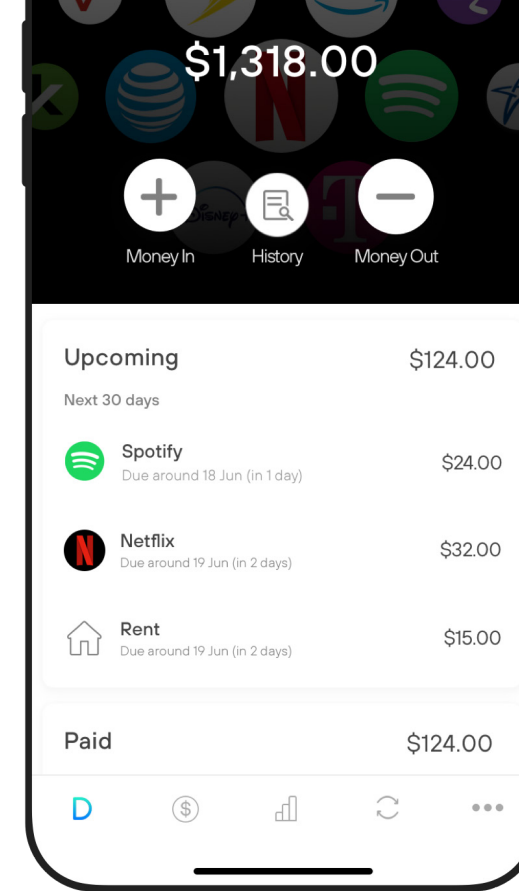 $1,318.00
Disney
Money In
History
Money Out
Upcoming
$124.00
Next 30 days
Spotify
Due around 18 Jun (in 1 day)
$24.00
Netflix
Due around 19 Jun (in 2 days)
$32.00
Rent
Due around 19 Jun (in 2 days)
$15.00
Paid
$124.00